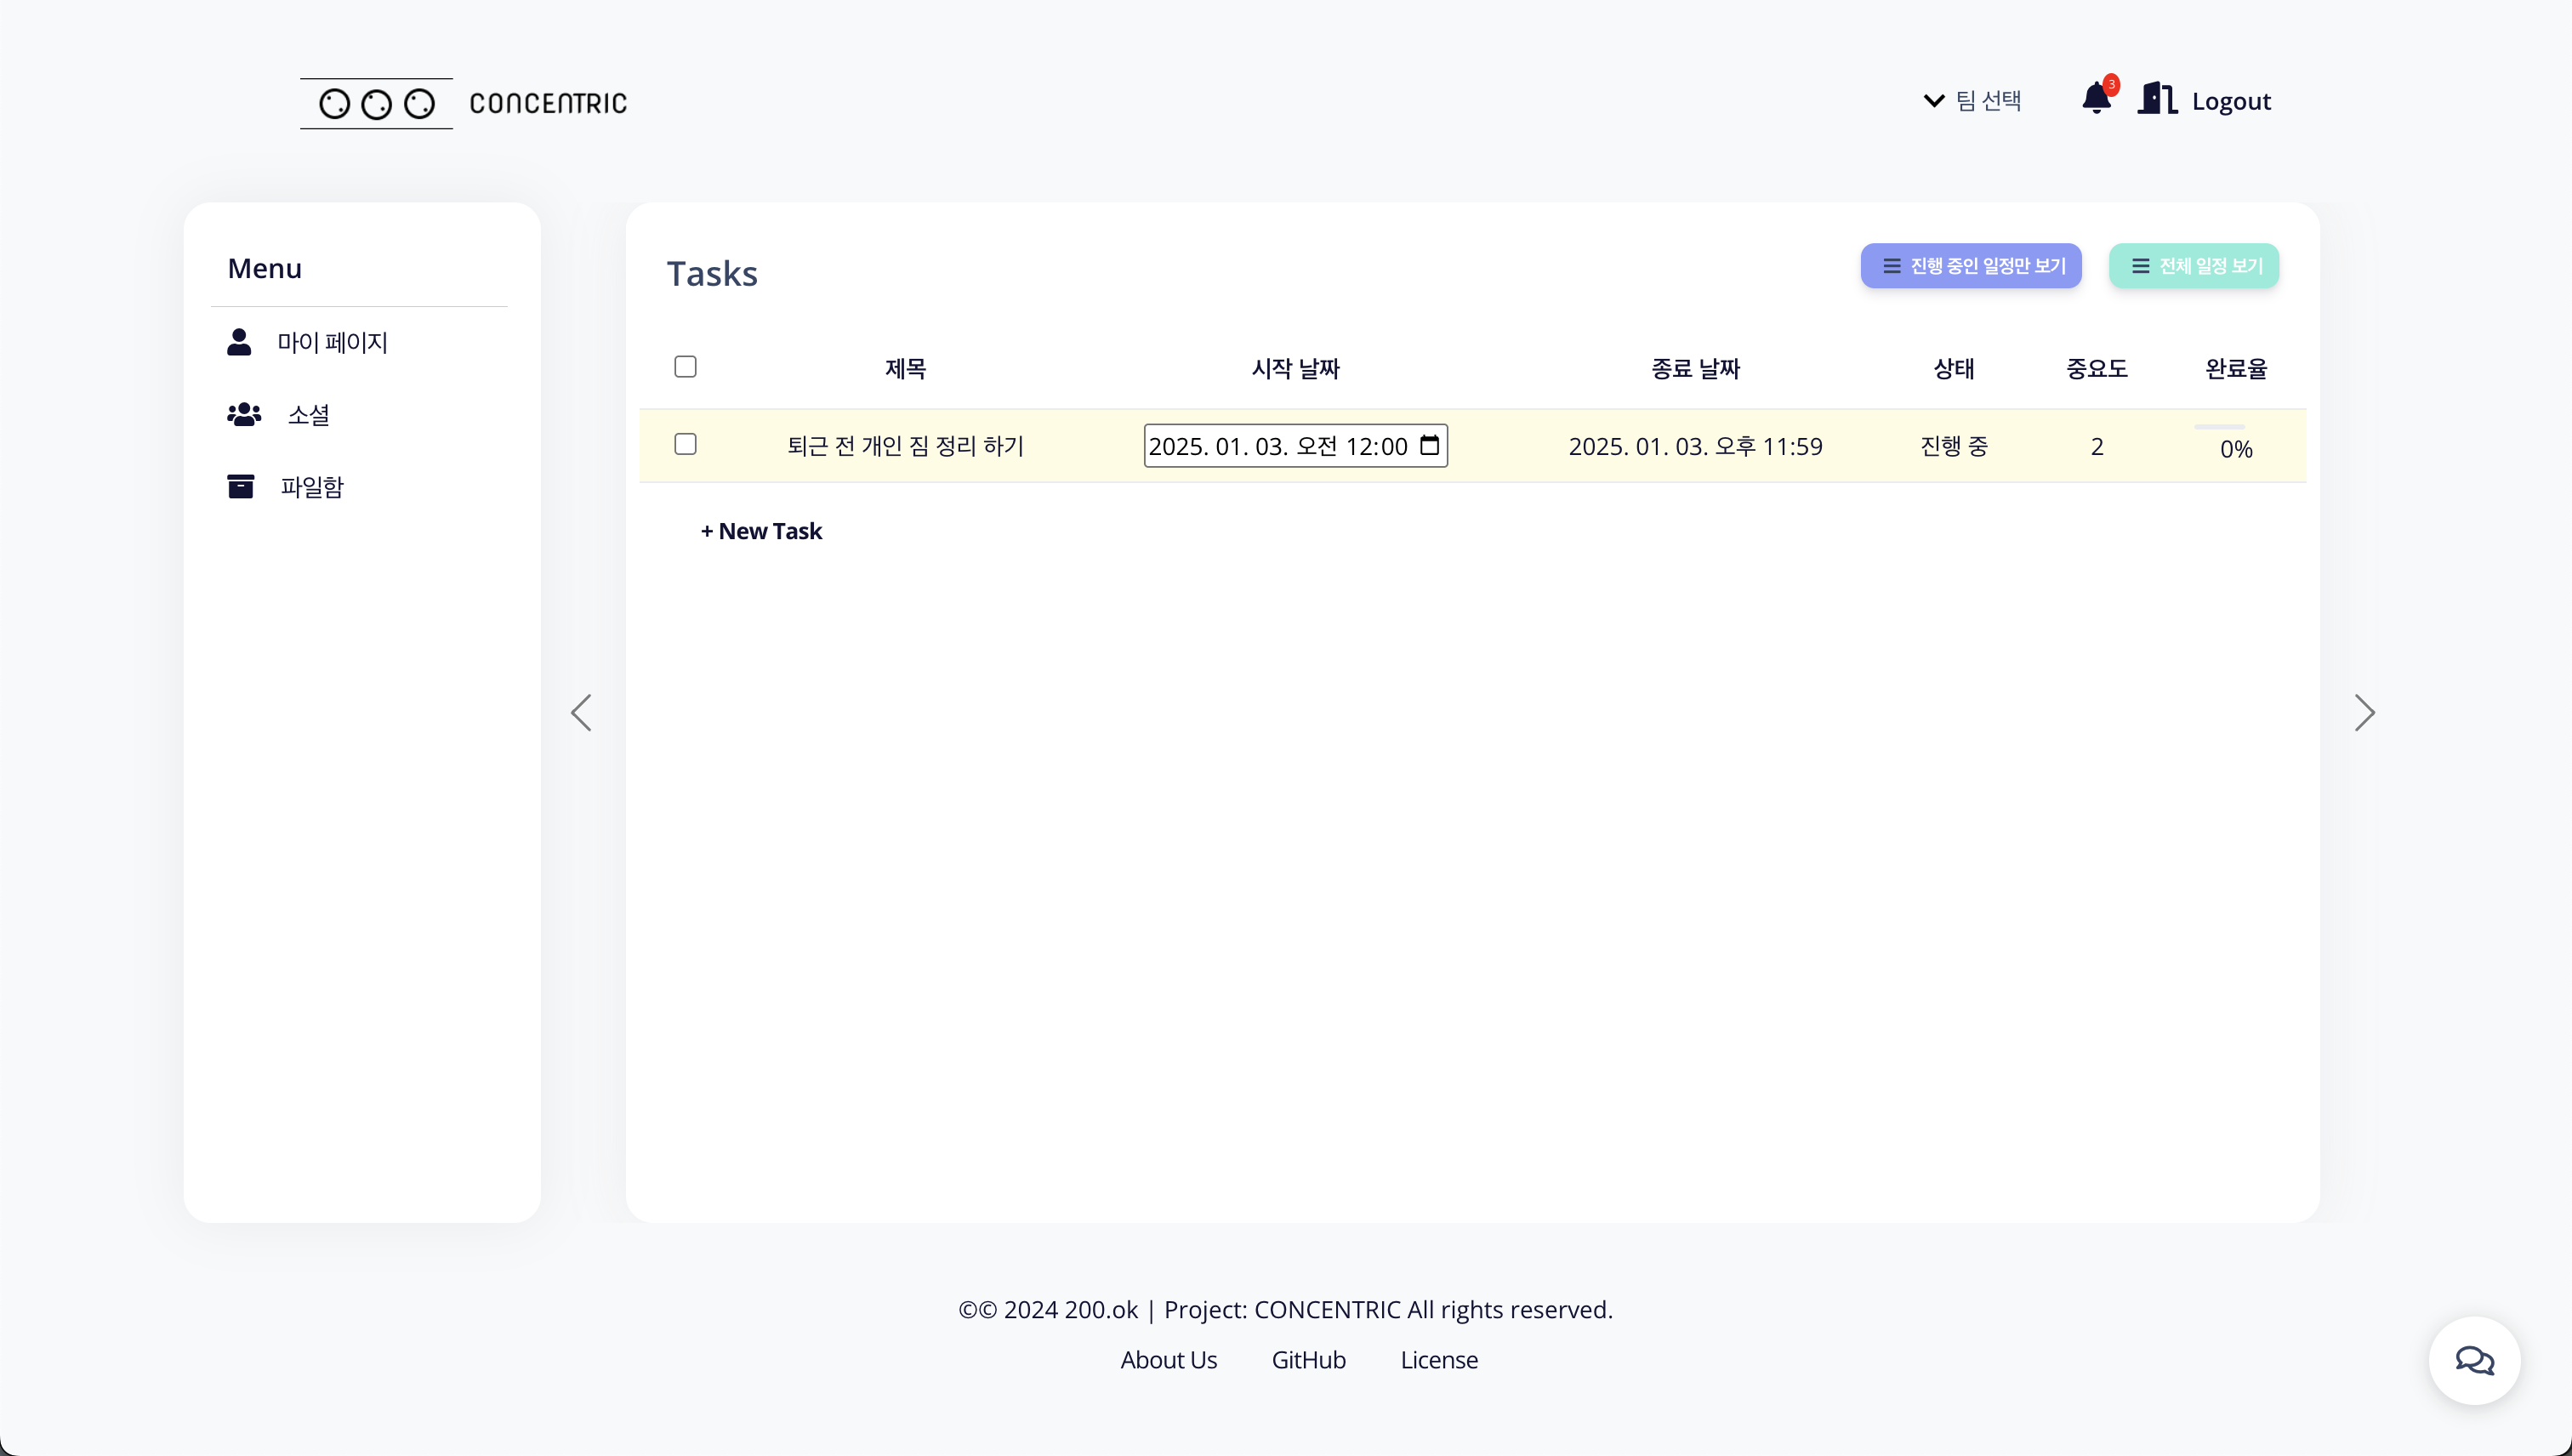 CONCENTRIC
팀 선택
3
Logout
Menu
마이 페이지
소셜
파일함
Tasks
진행 중인 일정만 보기
전체 일정 보기
제목 시작 날짜 종료 날짜 상태 중요도 완료율
퇴근 전 개인 짐 정리 하기 2025. 01. 03. 오전 12:00 2025. 01. 03. 오후 11:59 진행 중 2 0%
+ New Task
©© 2024 200.ok | Project: CONCENTRIC All rights reserved.
About Us GitHub License